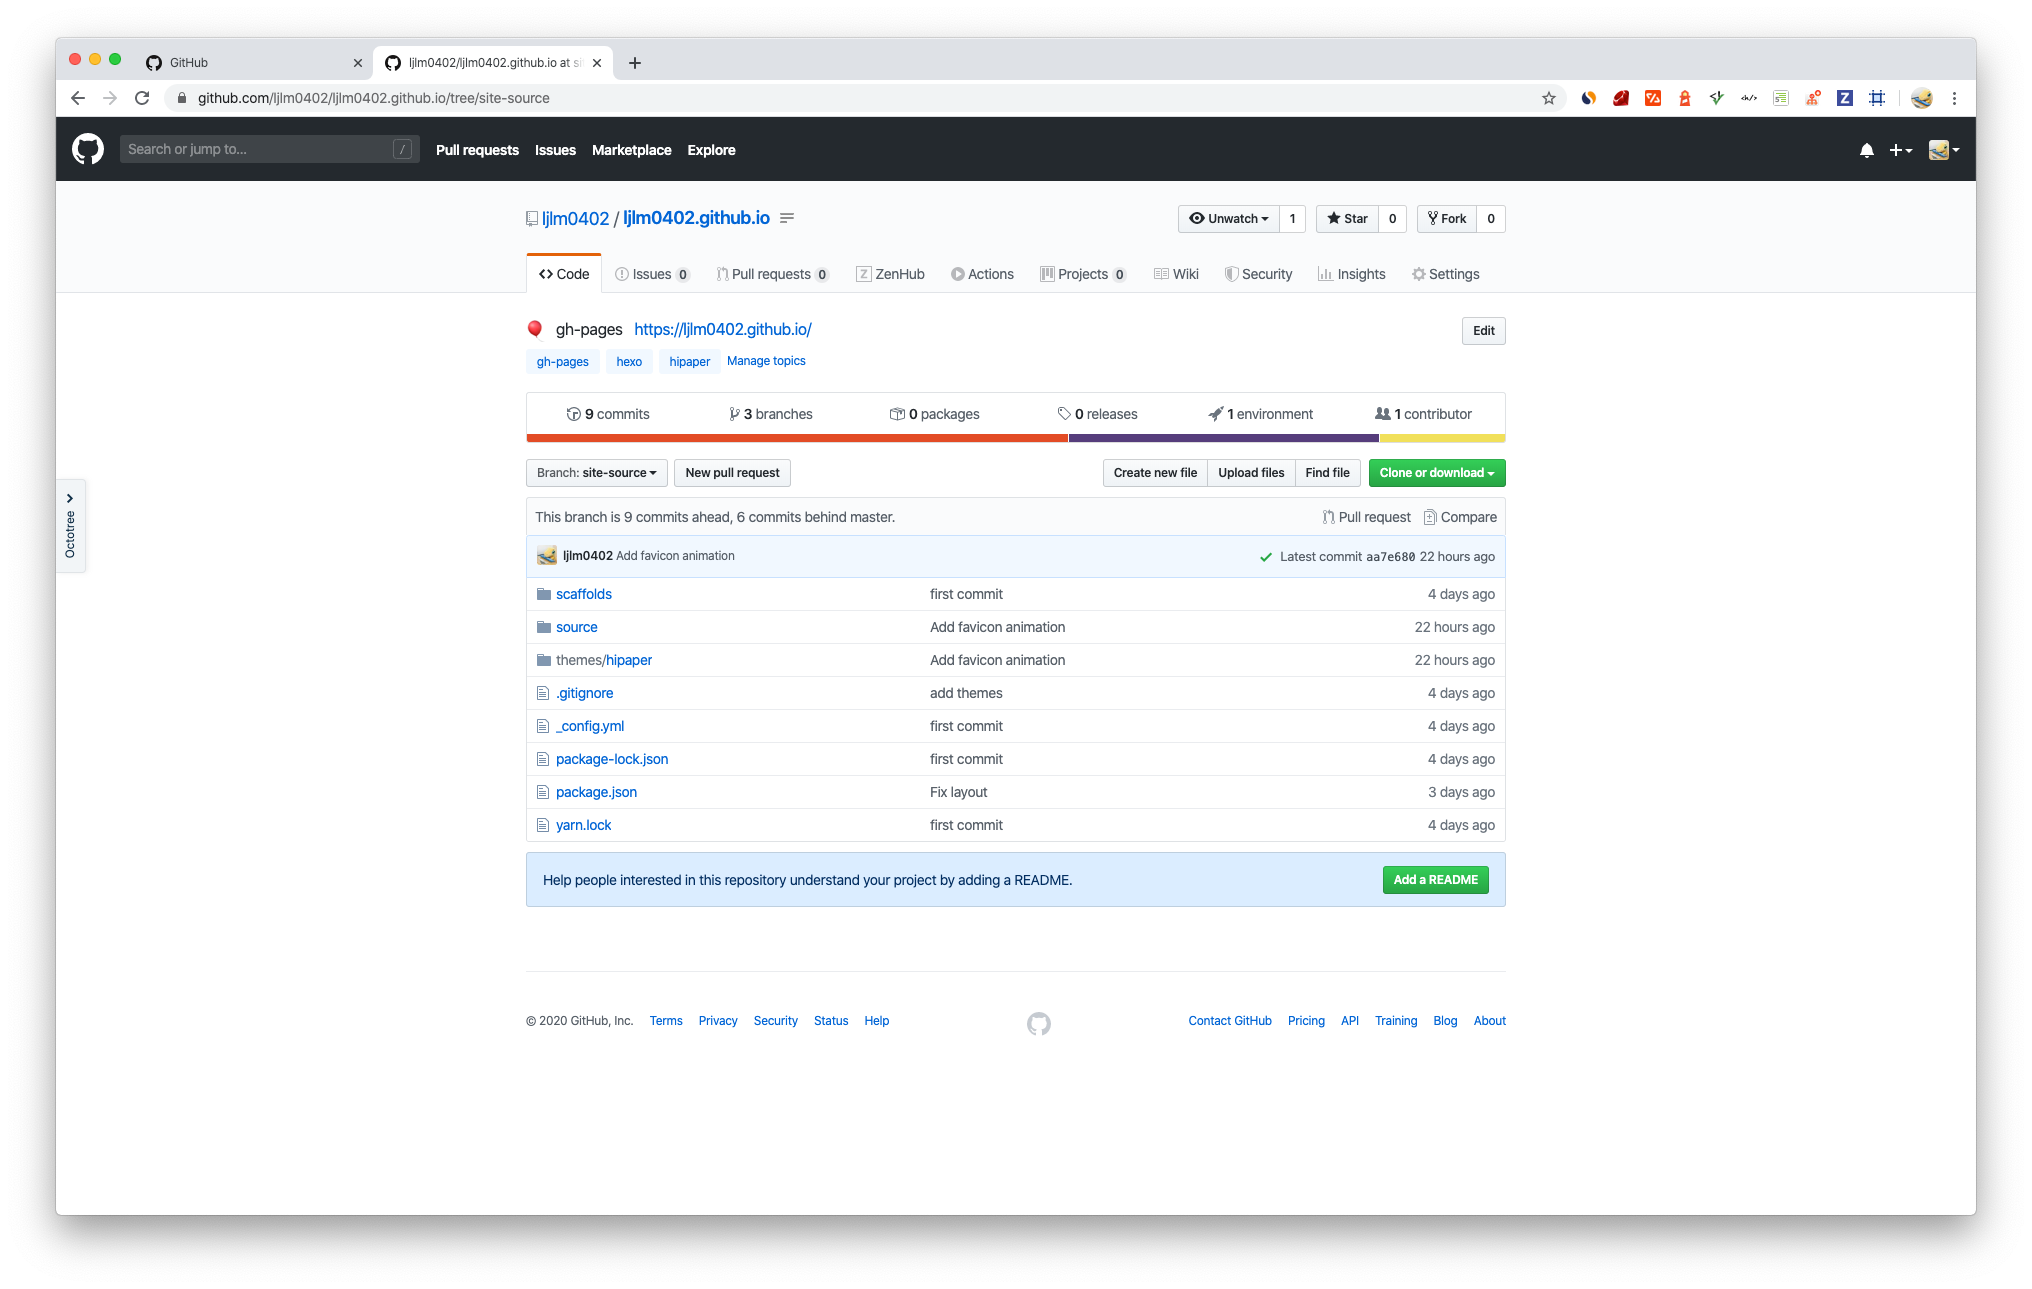 GitHub
ljlm0402/ljlm0402.github.io at si
github.com/ljlm0402/ljlm0402.github.io/tree/site-source
Search or jump to...
/
Pull requests Issues Marketplace Explore
ljlm0402 / ljlm0402.github.io
Unwatch 1 Star 0 Fork 0
Code Issues 0 Pull requests 0 ZenHub Actions Projects 0 Wiki Security Insights Settings
gh-pages https://ljlm0402.github.io/
Edit
gh-pages hexo hipaper Manage topics
9 commits 3 branches 0 packages 0 releases 1 environment 1 contributor
Branch: site-source New pull request Create new file Upload files Find file Clone or download
Octotree
This branch is 9 commits ahead, 6 commits behind master. Pull request Compare
ljlm0402 Add favicon animation Latest commit aa7e680 22 hours ago
scaffolds first commit 4 days ago
source Add favicon animation 22 hours ago
themes/hipaper Add favicon animation 22 hours ago
.gitignore add themes 4 days ago
_config.yml first commit 4 days ago
package-lock.json first commit 4 days ago
package.json Fix layout 3 days ago
yarn.lock first commit 4 days ago
Help people interested in this repository understand your project by adding a README. Add a README
© 2020 GitHub, Inc. Terms Privacy Security Status Help Contact GitHub Pricing API Training Blog About